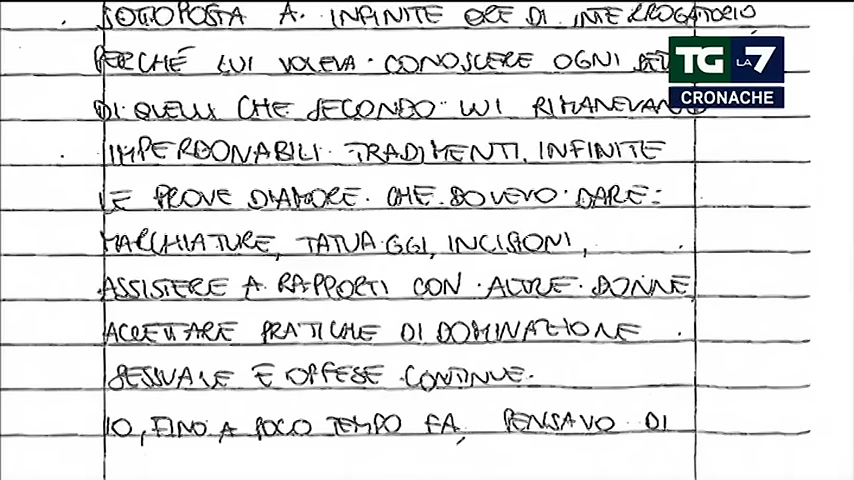 SOTTOPOSTA A INFINITE ORE DI INTERROGATORIO
PERCHÉ LUI VOLEVA CONOSCERE OGNI
DI QUELLI CHE SECONDO LUI RIMANEVANO
IMPERDONABILI TRADIMENTI. INFINITE
LE PROVE D'AMORE CHE DOVEVO DARE:
MARCHIATURE, TATUAGGI, INCISIONI,
ASSISTERE A RAPPORTI CON ALTRE DONNE
ACCETTARE PRATICHE DI DOMINAZIONE
SESSUALE E OFFESE CONTINUE.
IO, FINO A POCO TEMPO FA, PENSAVO DI
TG LA7
CRONACHE